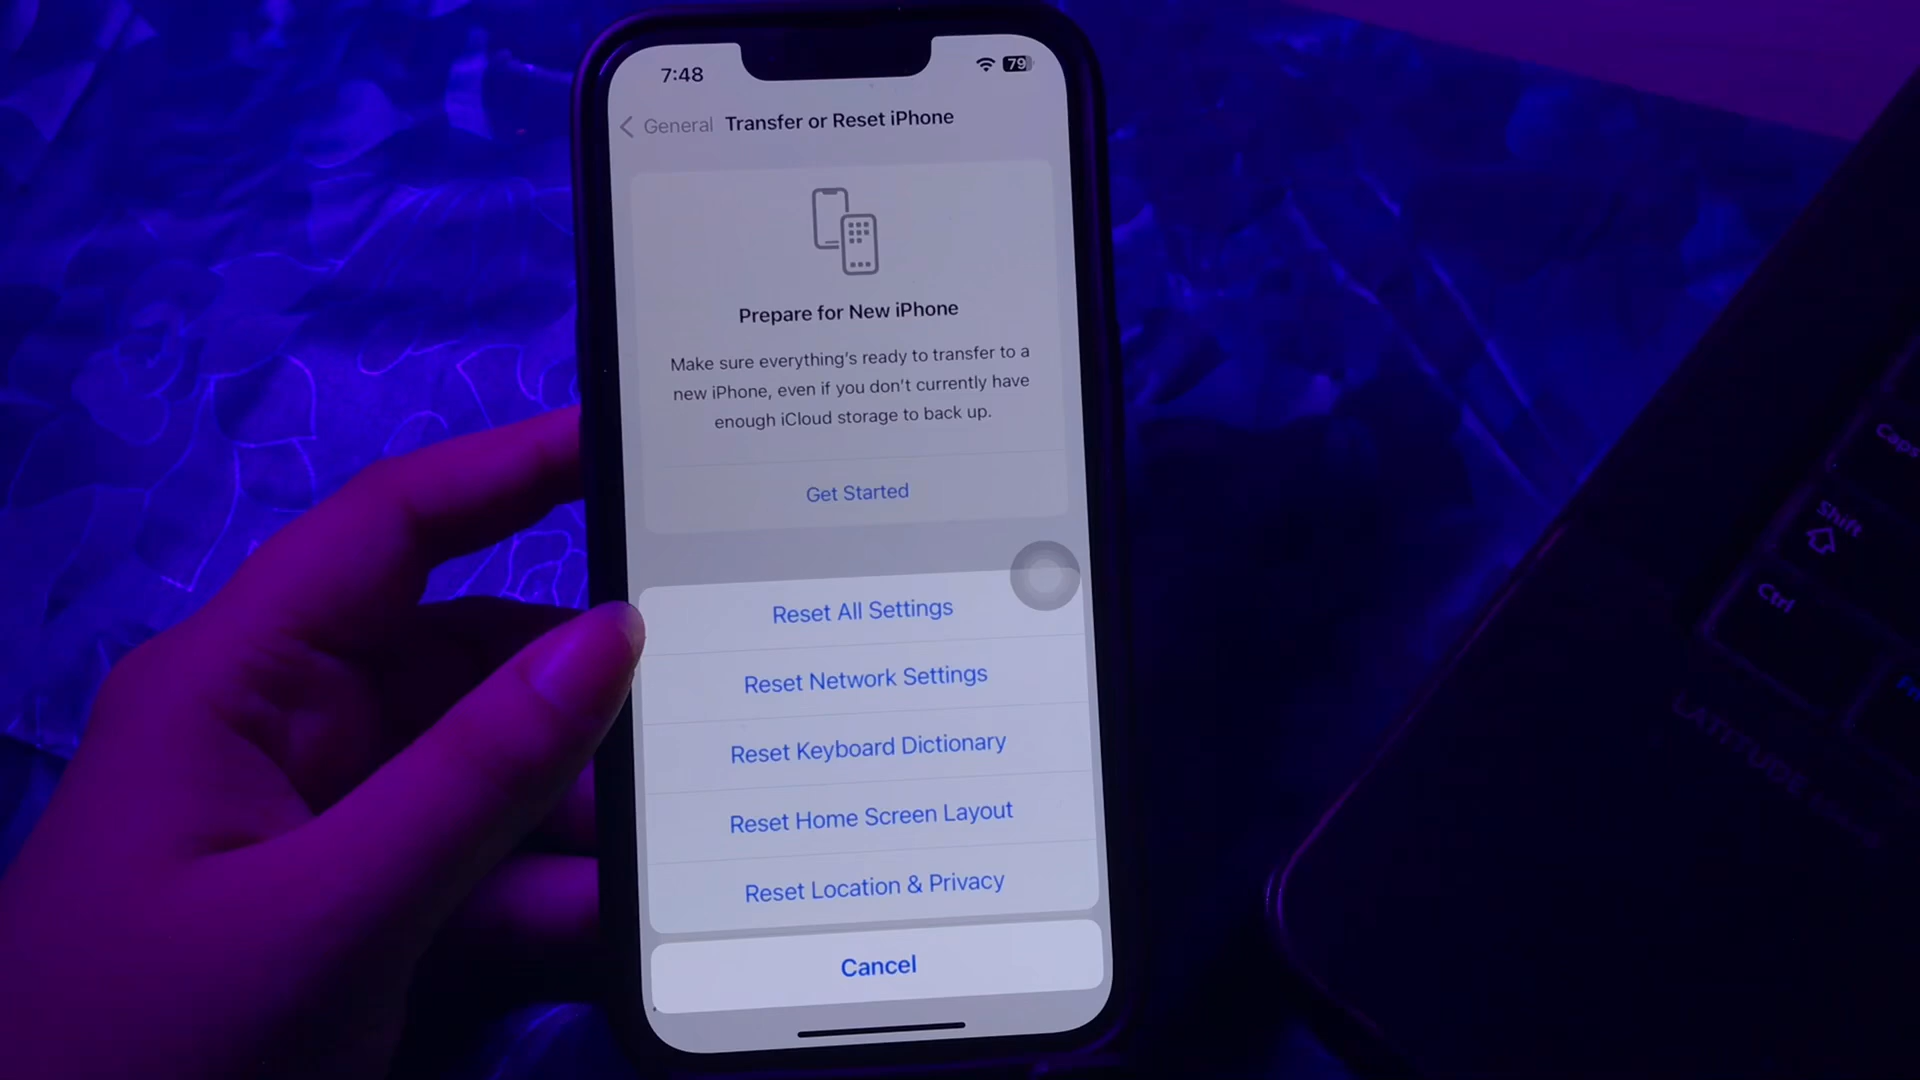 7:48
79
General Transfer or Reset iPhone
Prepare for New iPhone
Make sure everything's ready to transfer to a
new iPhone, even if you don't currently have
enough iCloud storage to back up.
Get Started
Reset All Settings
Reset Network Settings
Reset Keyboard Dictionary
Reset Home Screen Layout
Reset Location & Privacy
Cancel
Caps
Shift
Ctrl
LATITUDE